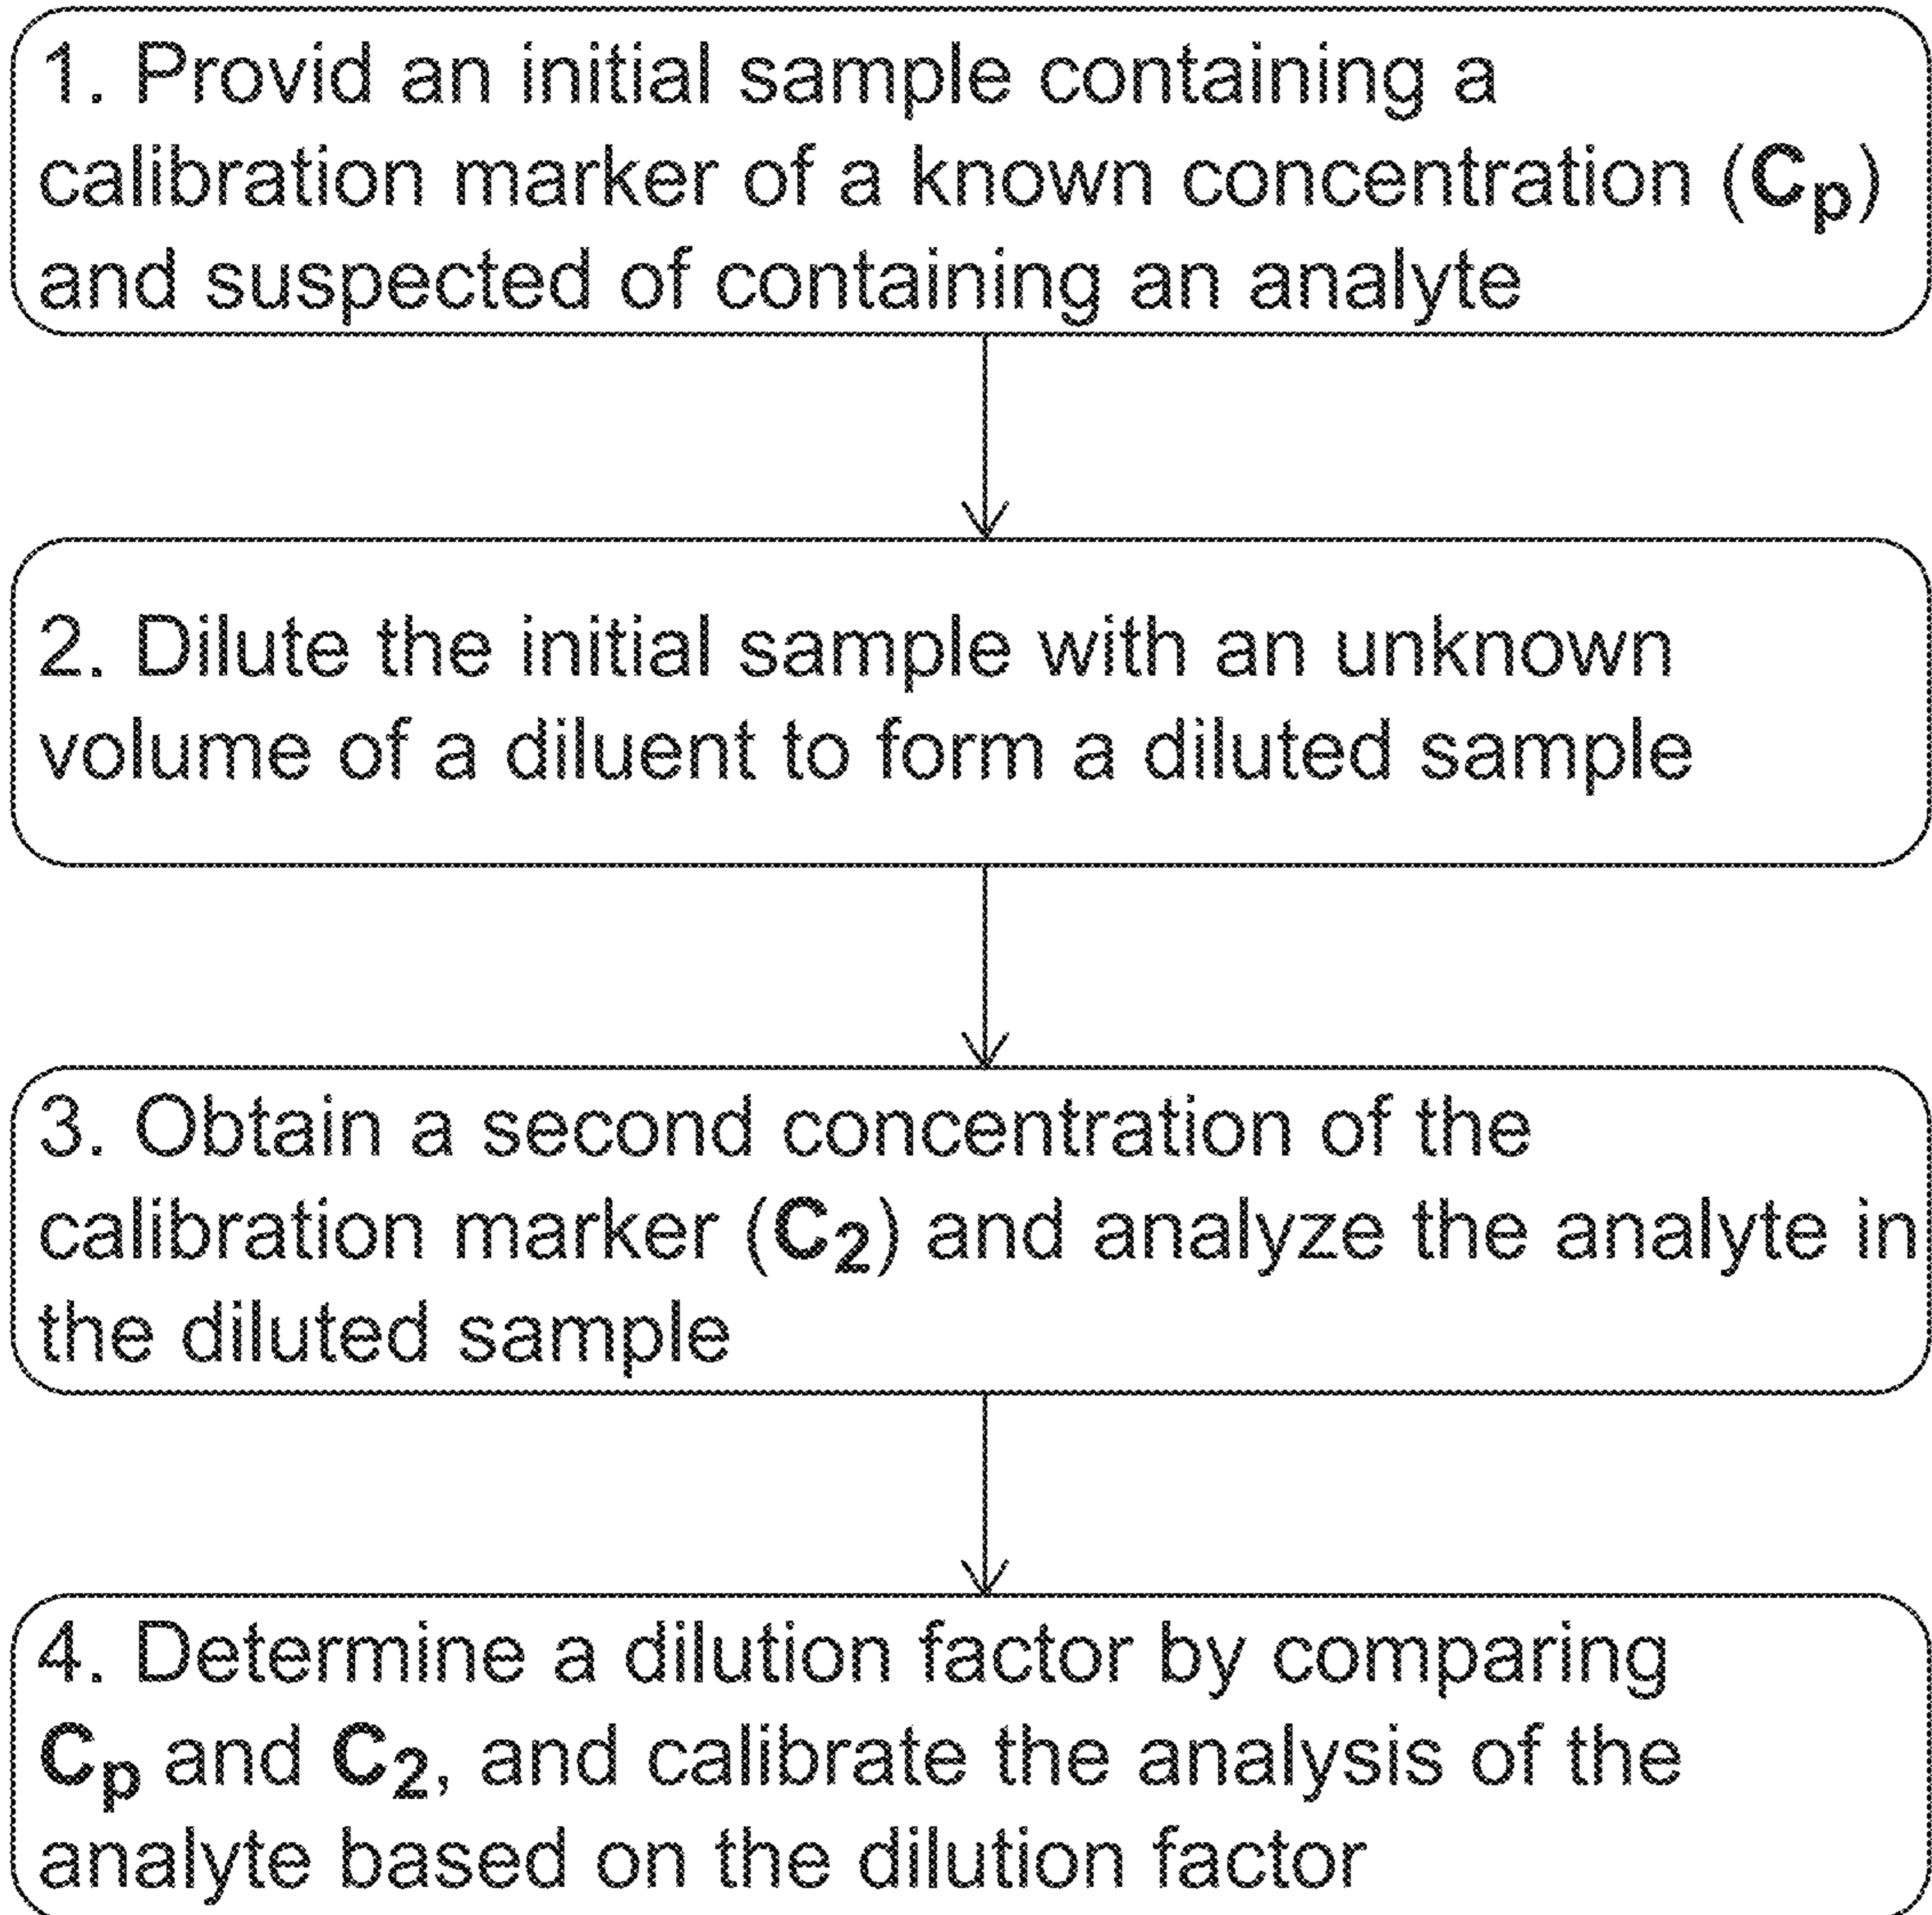 1. Provid an initial sample containing a
calibration marker of a known concentration (Cp)
and suspected of containing an analyte
2. Dilute the initial sample with an unknown
volume of a diluent to form a diluted sample
3. Obtain a second concentration of the
calibration marker (C2) and analyze the analyte in
the diluted sample
4. Determine a dilution factor by comparing
Cp and C2, and calibrate the analysis of the
analyte based on the dilution factor